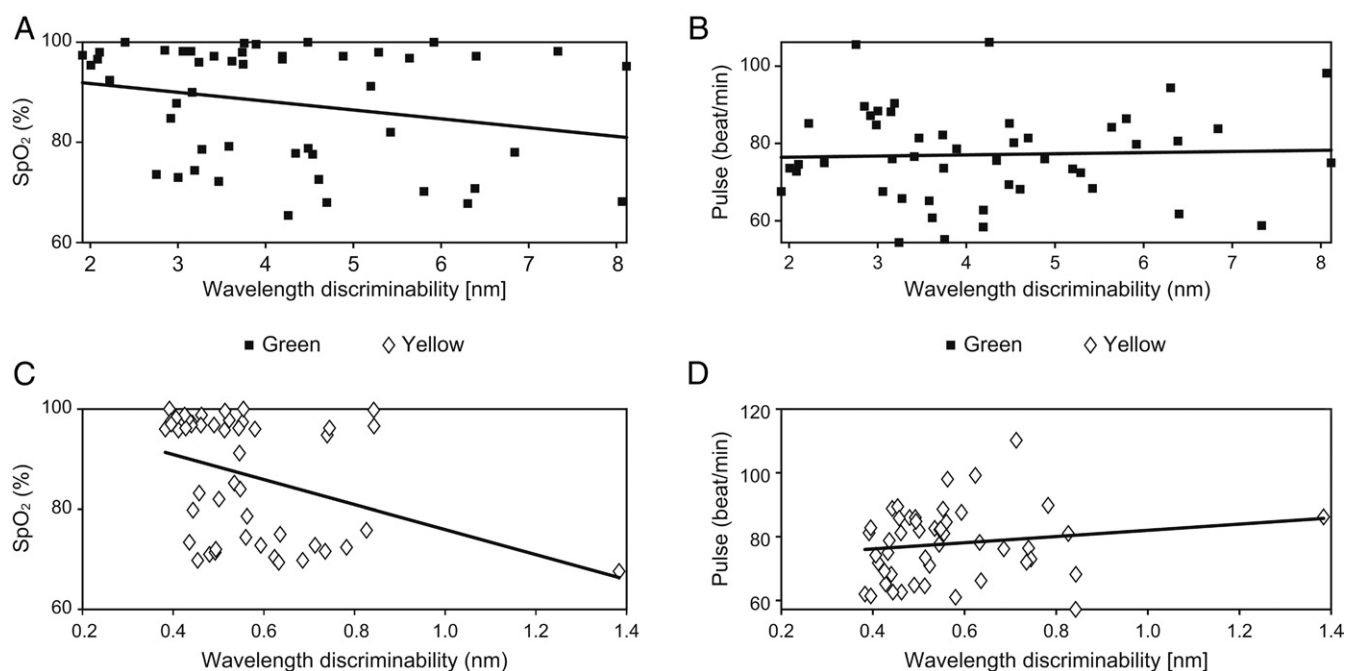 A
SpO₂ (%)
100
80
60
2 3 4 5 6 7 8
Wavelength discriminability [nm]
B
Pulse (beat/min)
100
80
60
2 3 4 5 6 7 8
Wavelength discriminability (nm)
■ Green ◇ Yellow
■ Green ◇ Yellow
C
SpO₂ (%)
100
80
60
0.2 0.4 0.6 0.8 1.0 1.2 1.4
Wavelength discriminability (nm)
D
Pulse (beat/min)
120
100
80
60
0.2 0.4 0.6 0.8 1.0 1.2 1.4
Wavelength discriminability [nm]